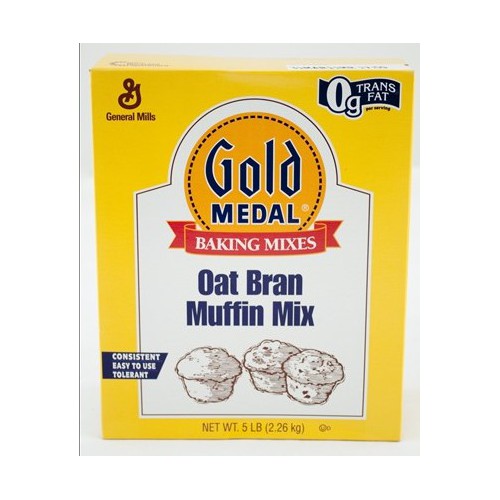 General Mills
0g TRANS
FAT
per serving
Gold
MEDAL®
BAKING MIXES
Oat Bran
Muffin Mix
CONSISTENT
EASY TO USE
TOLERANT
NET WT. 5 LB (2.26 kg)